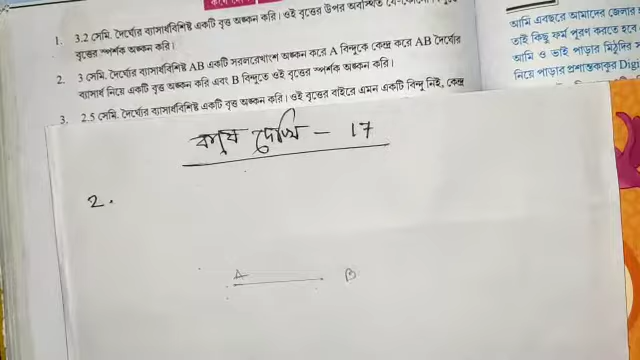 1. 3.2 সেমি. দৈর্ঘ্যের ব্যাসার্ধবিশিষ্ট একটি বৃত্ত অঙ্কন করি। ওই বৃত্তের উপর অবস্থিত
বৃত্তের স্পর্শক অঙ্কন করি।
2. 3 সেমি. দৈর্ঘ্যের AB একটি সরলরেখাংশ অঙ্কন করে A বিন্দুকে কেন্দ্র করে AB দৈর্ঘ্যের
ব্যাসার্ধ নিয়ে একটি বৃত্ত অঙ্কন করি এবং B বিন্দুতে ওই বৃত্তের স্পর্শক অঙ্কন করি।
3. 2.5 সেমি. দৈর্ঘ্যের ব্যাসার্ধবিশিষ্ট একটি বৃত্ত অঙ্কন করি। ওই বৃত্তের বাইরে এমন একটি বিন্দু নিই, কেন্দ্র
আমি এবছরে আমাদের জেলার
তাই কিছু ফর্ম পূরণ করতে হবে
আমি ও ভাই পাড়ার মিঠুদির
নিয়ে পাড়ার প্রশান্তকাকুর Digi
কষে দেখি – 17
2.
A B